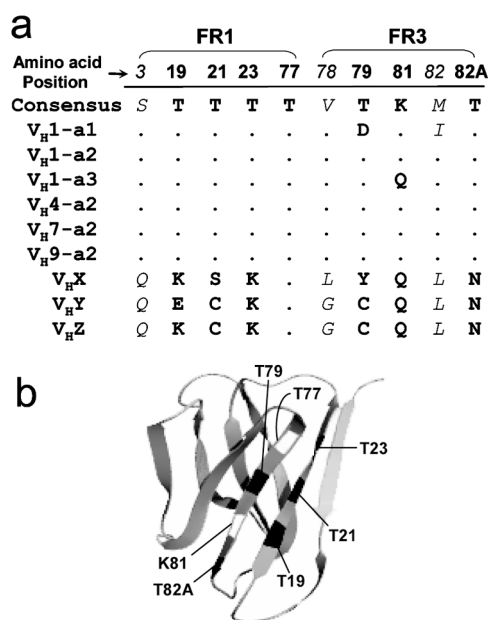 a
FR1 FR3
Amino acid Position → 3 19 21 23 77 78 79 81 82 82A
Consensus S T T T T V T K M T
VH1-a1 . . . . . . D . I .
VH1-a2 . . . . . . . . . .
VH1-a3 . . . . . . . Q . .
VH4-a2 . . . . . . . . . .
VH7-a2 . . . . . . . . . .
VH9-a2 . . . . . . . . . .
VHX Q K S K . L Y Q L N
VHY Q E C K . G C Q L N
VHZ Q K C K . G C Q L N
b
T79
T77
T23
T21
K81
T82A T19